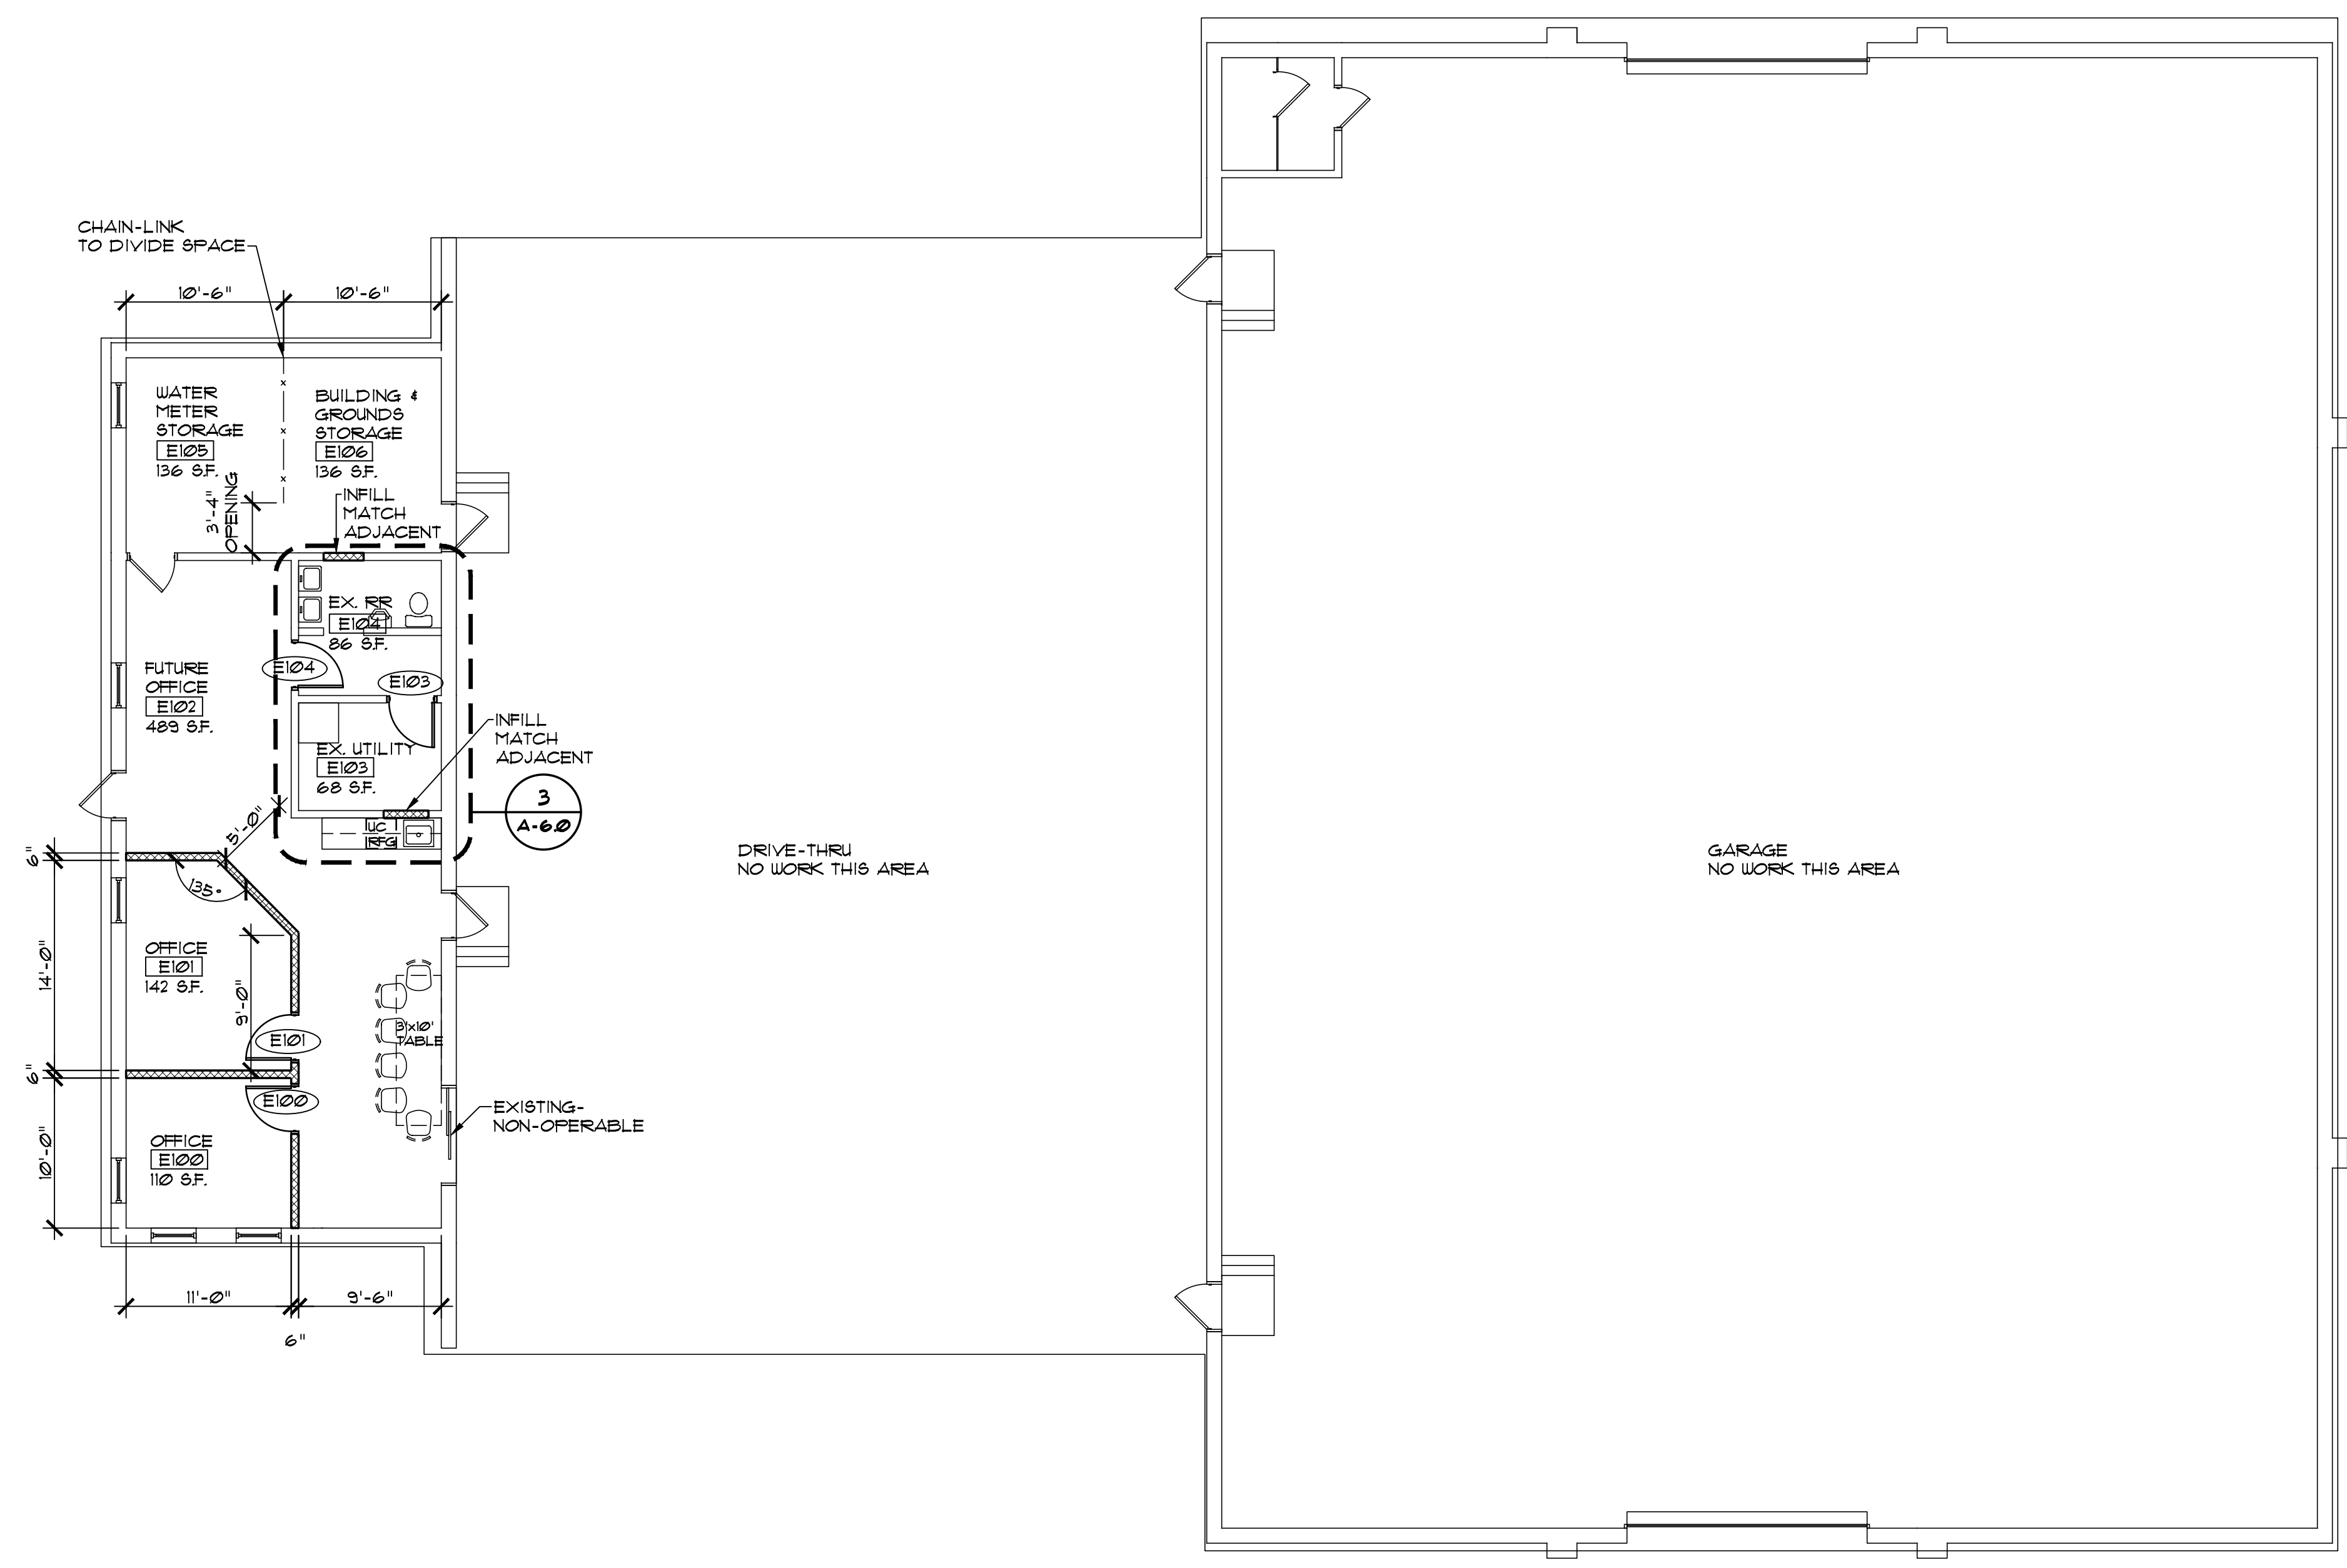 CHAIN-LINK
TO DIVIDE SPACE
10'-6"
10'-6"
WATER
METER
STORAGE
E105
136 S.F.
BUILDING &
GROUNDS
STORAGE
E106
136 S.F.
3'-4"
OPENING
INFILL
MATCH
ADJACENT
EX. RR
E104
86 S.F.
E104
E103
FUTURE
OFFICE
E102
489 S.F.
INFILL
MATCH
ADJACENT
EX. UTILITY
E103
68 S.F.
3
A-6.0
5'-0"
UC
REFG
6"
135°
DRIVE-THRU
NO WORK THIS AREA
GARAGE
NO WORK THIS AREA
14'-0"
OFFICE
E101
142 S.F.
9'-0"
E101
3'x10'
TABLE
6"
E100
EXISTING-
NON-OPERABLE
10'-0"
OFFICE
E100
110 S.F.
11'-0"
9'-6"
6"